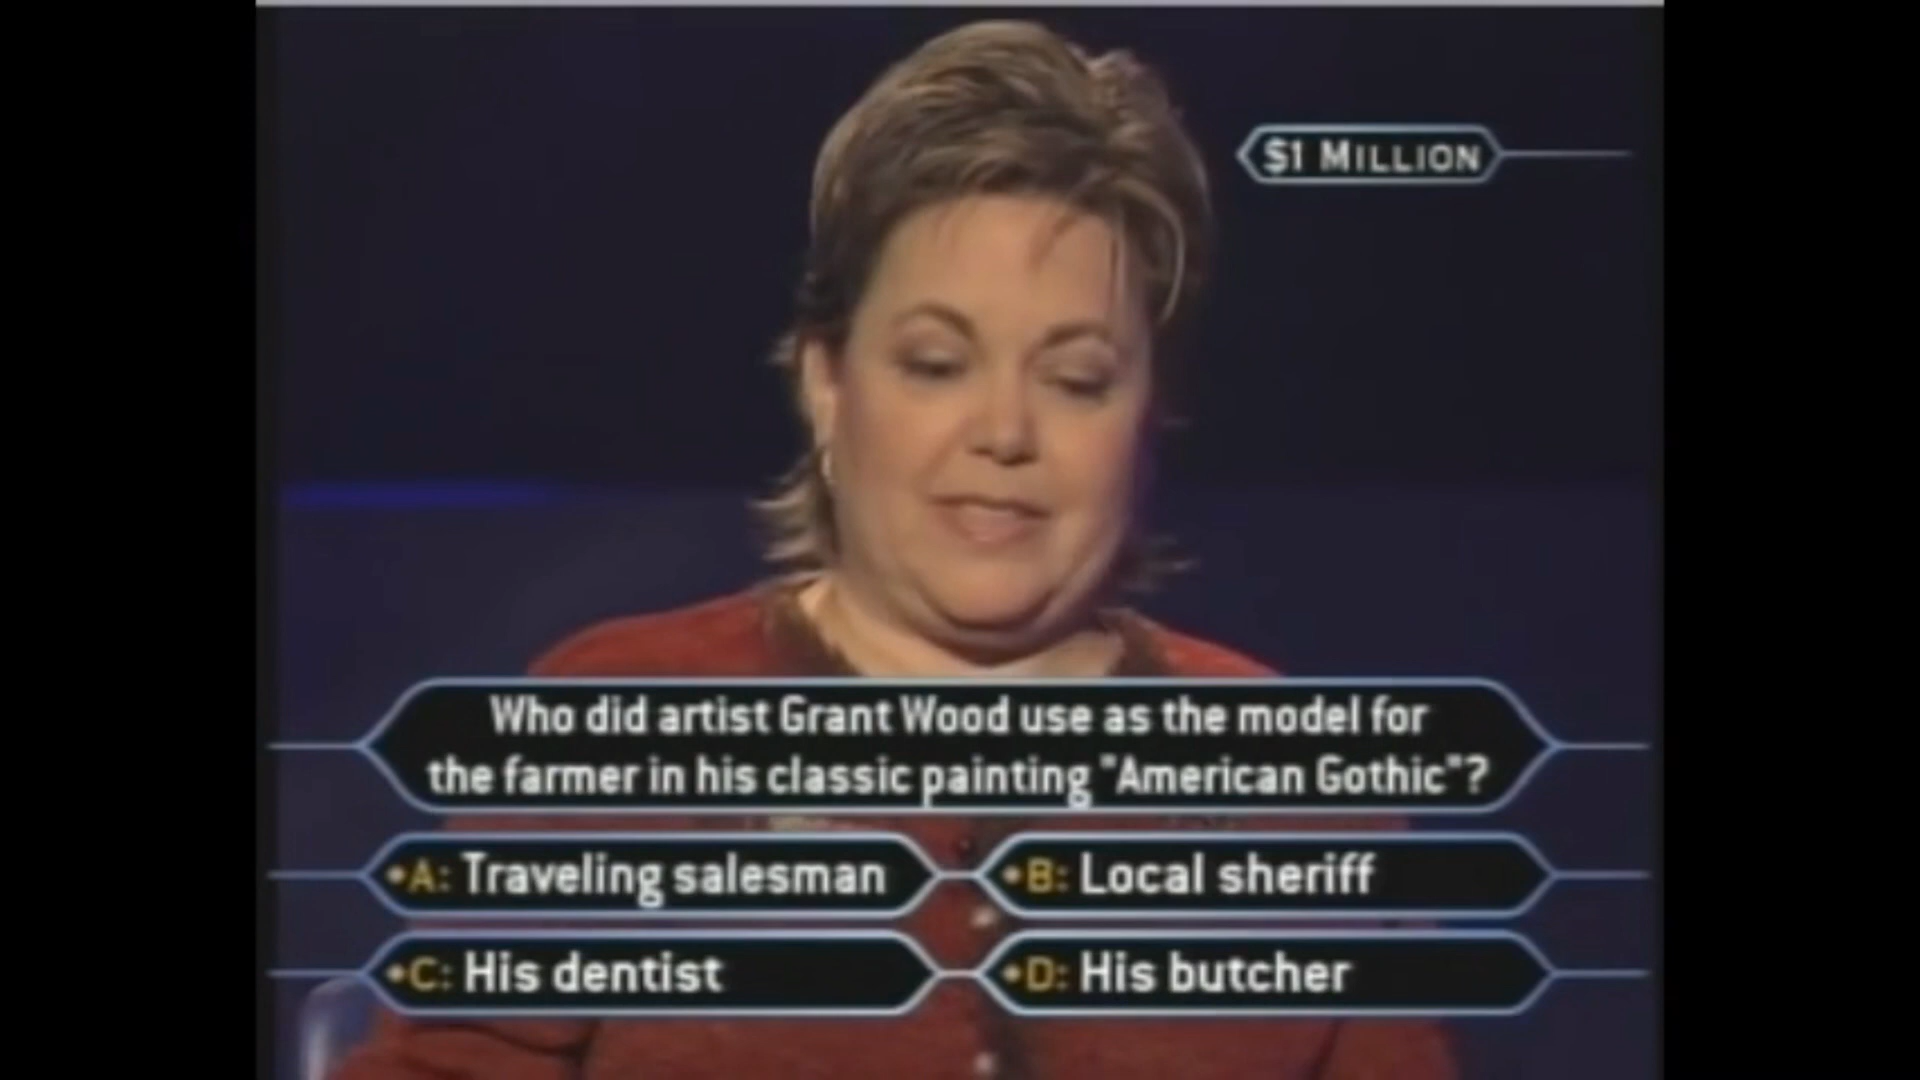 $1 MILLION
Who did artist Grant Wood use as the model for
the farmer in his classic painting "American Gothic"?
•A: Traveling salesman
•B: Local sheriff
•C: His dentist
•D: His butcher